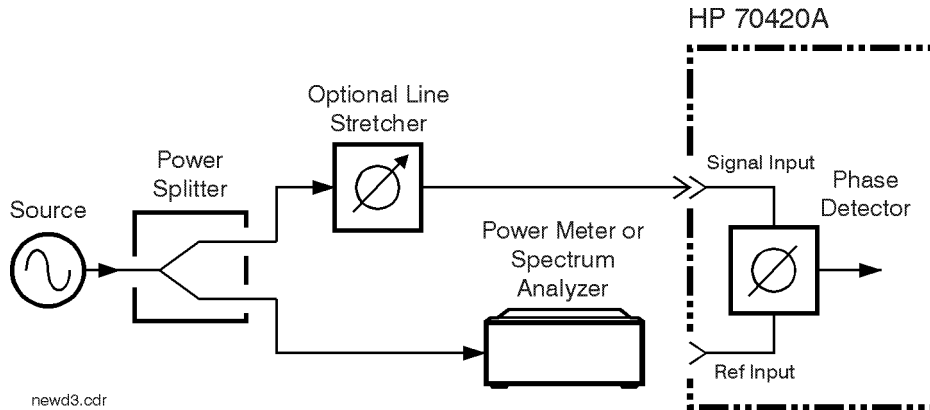 HP 70420A
Optional Line
Stretcher
Power
Splitter
Signal Input
Phase
Detector
Source
Power Meter or
Spectrum
Analyzer
Ref Input
newd3.cdr